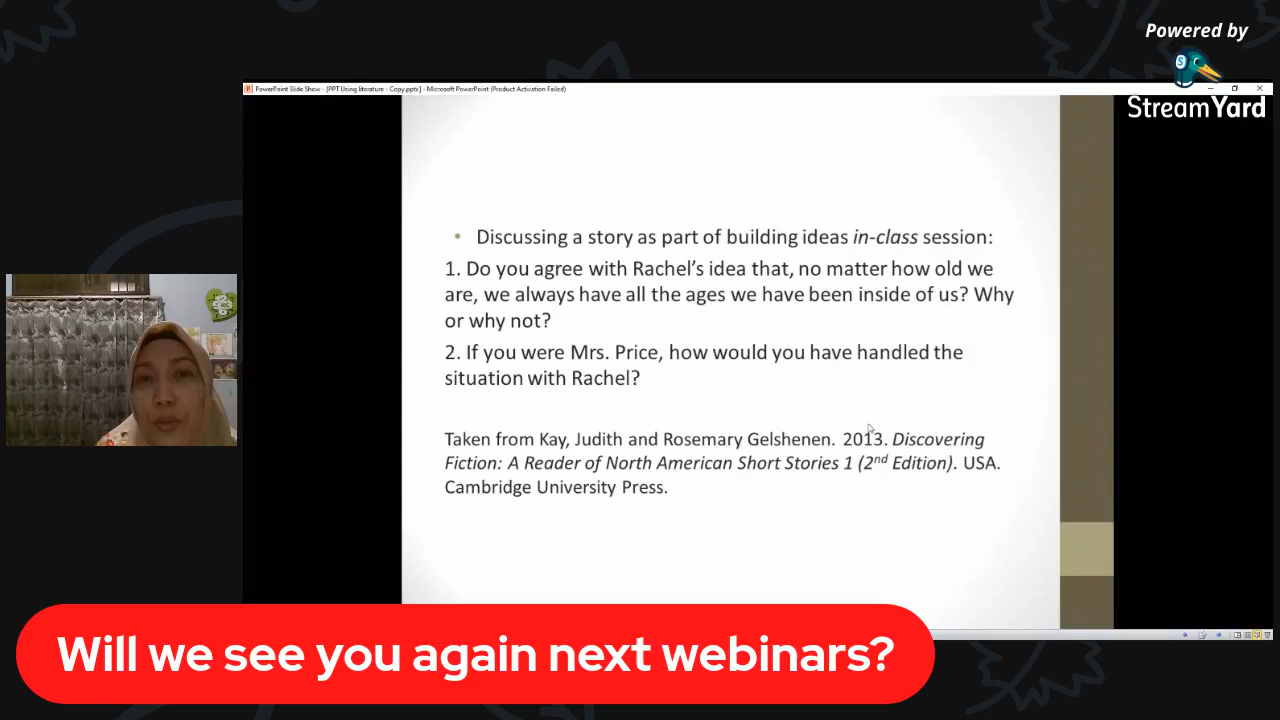 Powered by
StreamYard
PowerPoint Slide Show - [PPT Using literature - Copy.pptx] - Microsoft PowerPoint (Product Activation Failed)
• Discussing a story as part of building ideas in-class session:
1. Do you agree with Rachel’s idea that, no matter how old we
are, we always have all the ages we have been inside of us? Why
or why not?
2. If you were Mrs. Price, how would you have handled the
situation with Rachel?
Taken from Kay, Judith and Rosemary Gelshenen. 2013. Discovering
Fiction: A Reader of North American Short Stories 1 (2nd Edition). USA.
Cambridge University Press.
Will we see you again next webinars?